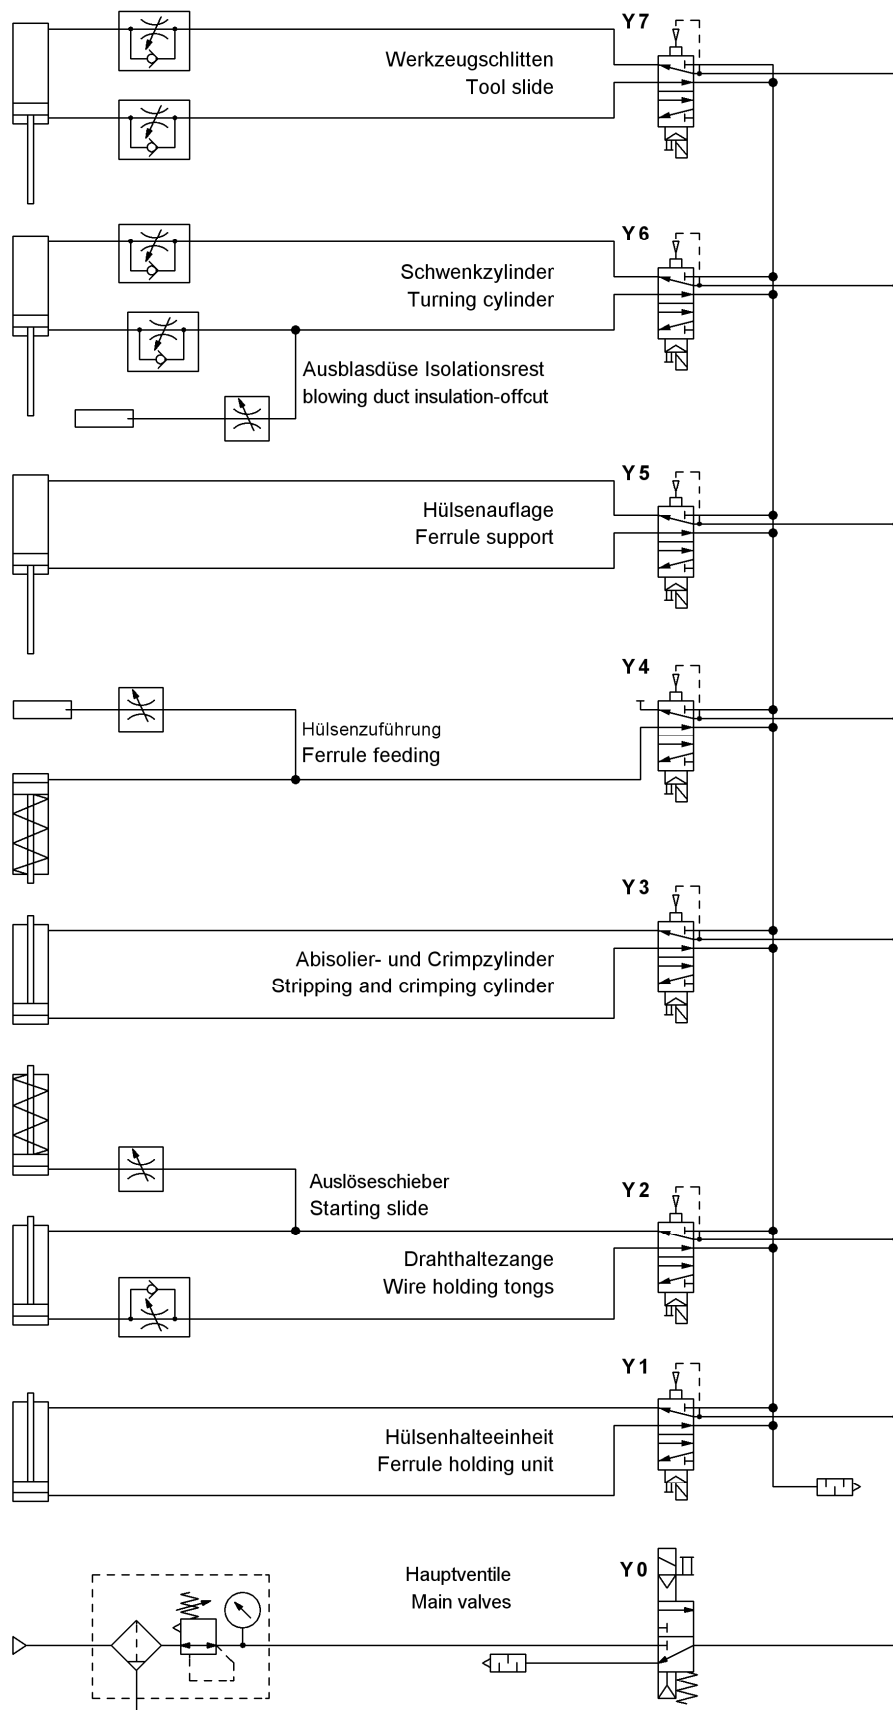 Y7
Werkzeugschlitten
Tool slide
Y6
Schwenkzylinder
Turning cylinder
Ausblasdüse Isolationsrest
blowing duct insulation-offcut
Y5
Hülsenauflage
Ferrule support
Y4
Hülsenzuführung
Ferrule feeding
Y3
Abisolier- und Crimpzylinder
Stripping and crimping cylinder
Auslöseschieber
Starting slide
Y2
Drahthaltezange
Wire holding tongs
Y1
Hülsenhalteeinheit
Ferrule holding unit
Y0
Hauptventile
Main valves